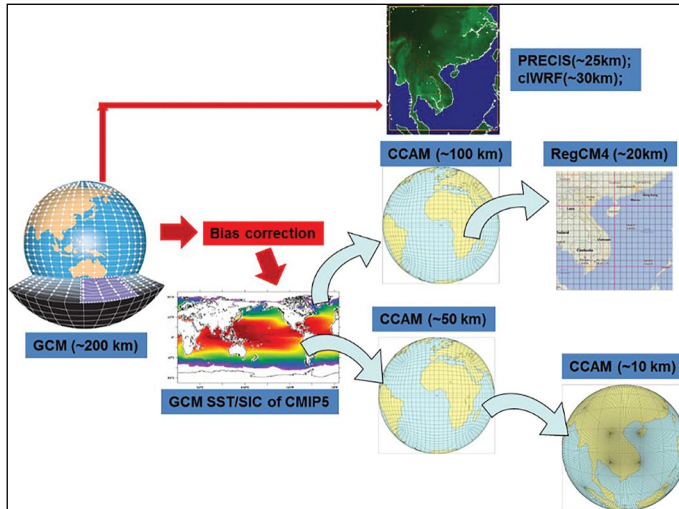 PRECIS(~25km);
clWRF(~30km);
CCAM (~100 km)
RegCM4 (~20km)
Bias correction
GCM (~200 km)
CCAM (~50 km)
CCAM (~10 km)
GCM SST/SIC of CMIP5